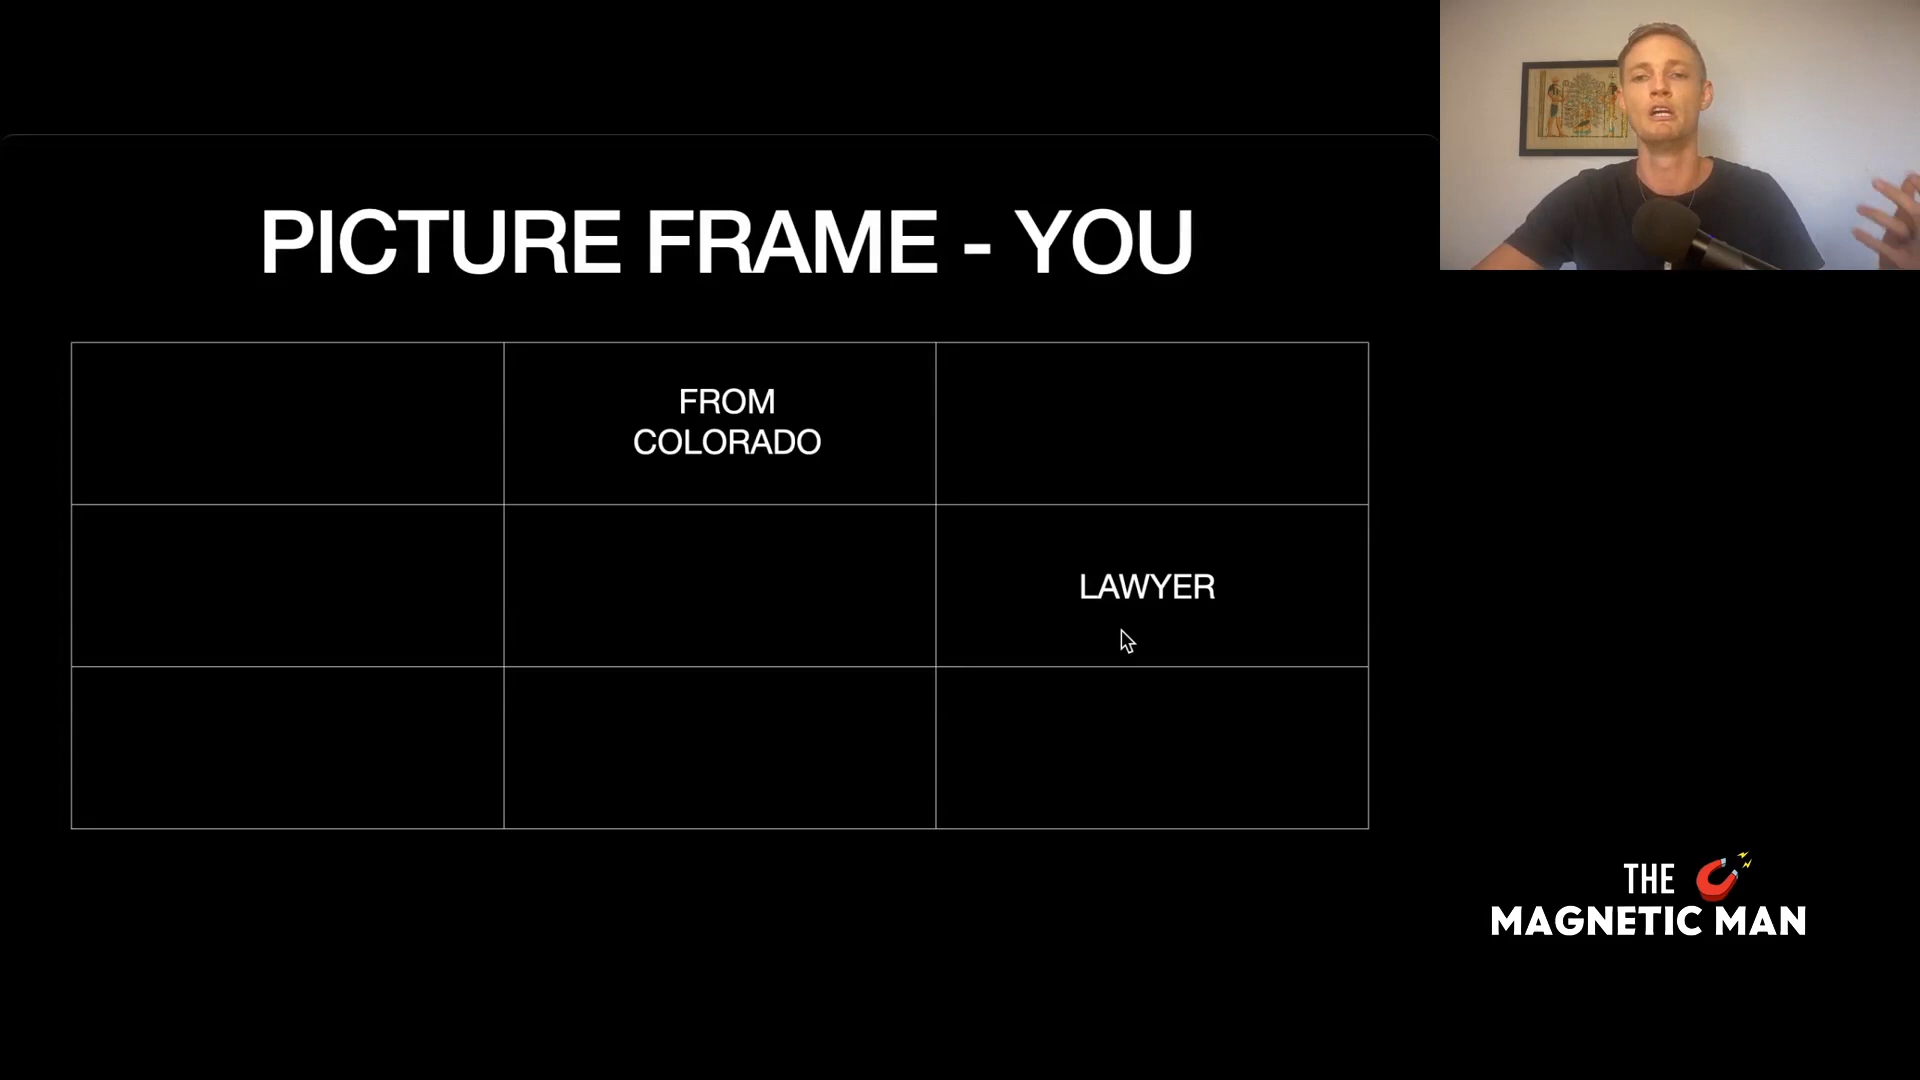 PICTURE FRAME - YOU
FROM
COLORADO
LAWYER
THE
MAGNETIC MAN